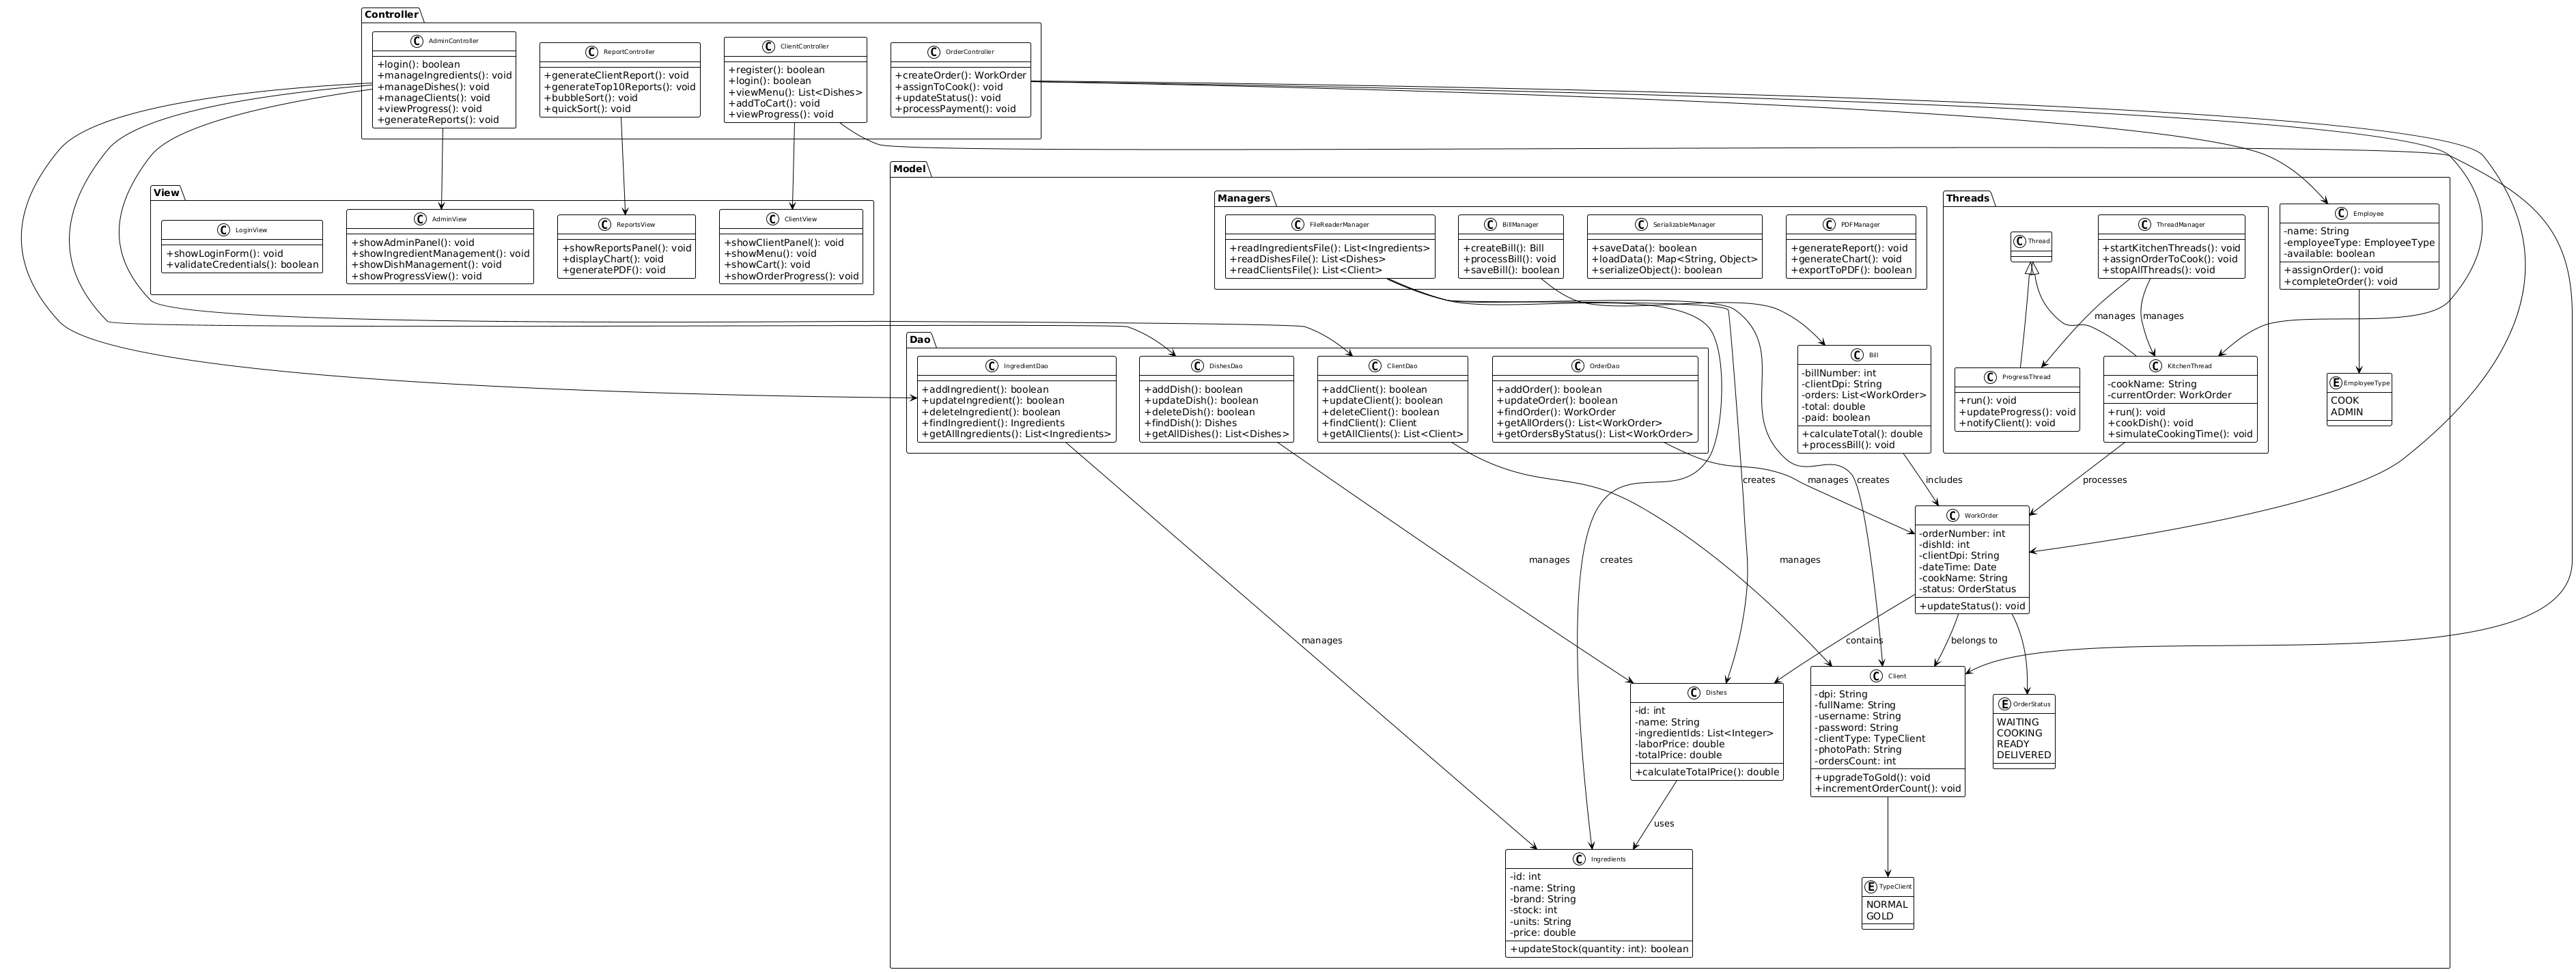 Controller
C AdminController
+login(): boolean
+manageIngredients(): void
+manageDishes(): void
+manageClients(): void
+viewProgress(): void
+generateReports(): void
C ReportController
+generateClientReport(): void
+generateTop10Reports(): void
+bubbleSort(): void
+quickSort(): void
C ClientController
+register(): boolean
+login(): boolean
+viewMenu(): List<Dishes>
+addToCart(): void
+viewProgress(): void
C OrderController
+createOrder(): WorkOrder
+assignToCook(): void
+updateStatus(): void
+processPayment(): void
View
C LoginView
+showLoginForm(): void
+validateCredentials(): boolean
C AdminView
+showAdminPanel(): void
+showIngredientManagement(): void
+showDishManagement(): void
+showProgressView(): void
C ReportsView
+showReportsPanel(): void
+displayChart(): void
+generatePDF(): void
C ClientView
+showClientPanel(): void
+showMenu(): void
+showCart(): void
+showOrderProgress(): void
Model
Managers
C FileReaderManager
+readIngredientsFile(): List<Ingredients>
+readDishesFile(): List<Dishes>
+readClientsFile(): List<Client>
C BillManager
+createBill(): Bill
+processBill(): void
+saveBill(): boolean
C SerializableManager
+saveData(): boolean
+loadData(): Map<String, Object>
+serializeObject(): boolean
C PDFManager
+generateReport(): void
+generateChart(): void
+exportToPDF(): boolean
Threads
C Thread
C ThreadManager
+startKitchenThreads(): void
+assignOrderToCook(): void
+stopAllThreads(): void
manages
manages
C ProgressThread
+run(): void
+updateProgress(): void
+notifyClient(): void
C KitchenThread
-cookName: String
-currentOrder: WorkOrder
+run(): void
+cookDish(): void
+simulateCookingTime(): void
C Employee
-name: String
-employeeType: EmployeeType
-available: boolean
+assignOrder(): void
+completeOrder(): void
E EmployeeType
COOK
ADMIN
Dao
C IngredientDao
+addIngredient(): boolean
+updateIngredient(): boolean
+deleteIngredient(): boolean
+findIngredient(): Ingredients
+getAllIngredients(): List<Ingredients>
C DishesDao
+addDish(): boolean
+updateDish(): boolean
+deleteDish(): boolean
+findDish(): Dishes
+getAllDishes(): List<Dishes>
C ClientDao
+addClient(): boolean
+updateClient(): boolean
+deleteClient(): boolean
+findClient(): Client
+getAllClients(): List<Client>
C OrderDao
+addOrder(): boolean
+updateOrder(): boolean
+findOrder(): WorkOrder
+getAllOrders(): List<WorkOrder>
+getOrdersByStatus(): List<WorkOrder>
C Bill
-billNumber: int
-clientDpi: String
-orders: List<WorkOrder>
-total: double
-paid: boolean
+calculateTotal(): double
+processBill(): void
creates
manages
creates
includes
processes
C WorkOrder
-orderNumber: int
-dishId: int
-clientDpi: String
-dateTime: Date
-cookName: String
-status: OrderStatus
+updateStatus(): void
manages
creates
manages
manages
contains
belongs to
C Dishes
-id: int
-name: String
-ingredientIds: List<Integer>
-laborPrice: double
-totalPrice: double
+calculateTotalPrice(): double
C Client
-dpi: String
-fullName: String
-username: String
-password: String
-clientType: TypeClient
-photoPath: String
-ordersCount: int
+upgradeToGold(): void
+incrementOrderCount(): void
E OrderStatus
WAITING
COOKING
READY
DELIVERED
uses
C Ingredients
-id: int
-name: String
-brand: String
-stock: int
-units: String
-price: double
+updateStock(quantity: int): boolean
E TypeClient
NORMAL
GOLD